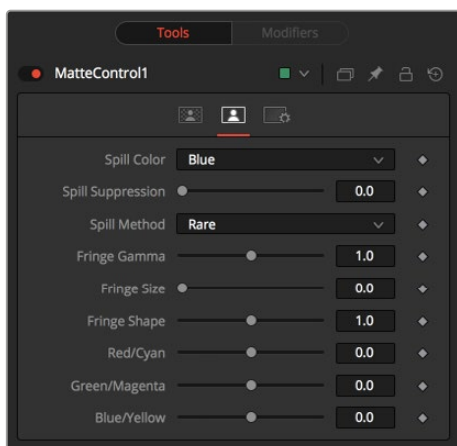 Tools Modifiers
MatteControl1
Spill Color Blue
Spill Suppression 0.0
Spill Method Rare
Fringe Gamma 1.0
Fringe Size 0.0
Fringe Shape 1.0
Red/Cyan 0.0
Green/Magenta 0.0
Blue/Yellow 0.0